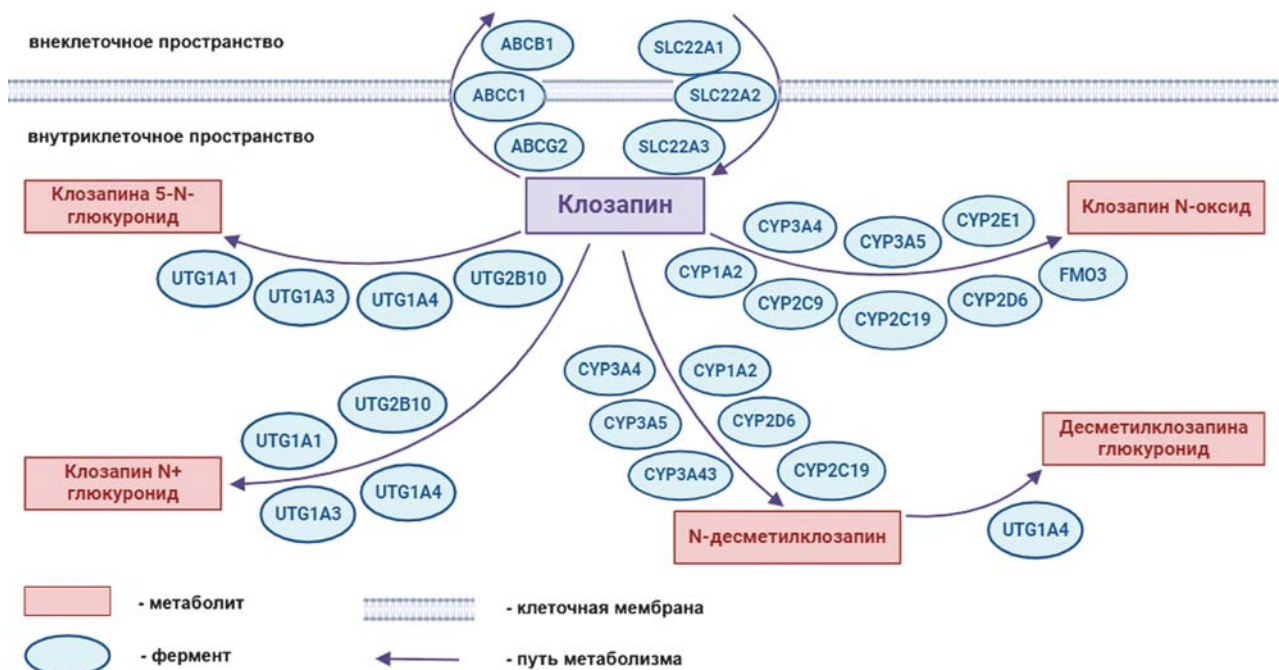 внеклеточное пространство
ABCB1
SLC22A1
ABCC1
SLC22A2
внутриклеточное пространство
ABCG2
SLC22A3
Клозапина 5-N-
глюкуронид
Клозапин
Клозапин N-оксид
CYP3A4
CYP3A5
CYP2E1
UTG1A1
UTG1A3
UTG1A4
UTG2B10
CYP1A2
CYP2C9
CYP2C19
CYP2D6
FMO3
UTG2B10
UTG1A1
Клозапин N+
глюкуронид
UTG1A3
UTG1A4
CYP3A4
CYP1A2
CYP3A5
CYP2D6
CYP3A43
CYP2C19
Десметилклозапина
глюкуронид
N-десметилклозапин
UTG1A4
- метаболит
- клеточная мембрана
- фермент
- путь метаболизма